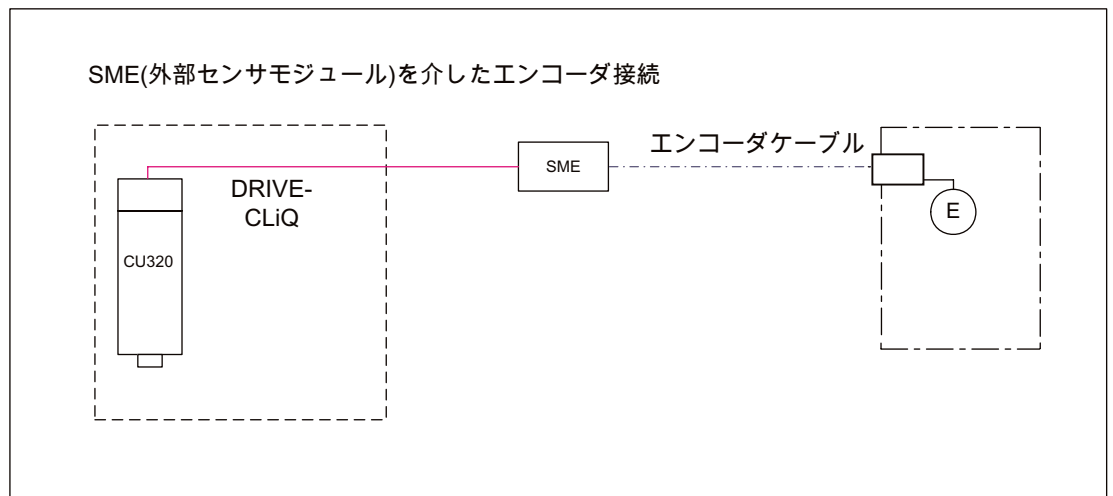 SME(外部センサモジュール)を介したエンコーダ接続
エンコーダケーブル
SME
DRIVE-
CLiQ
E
CU320